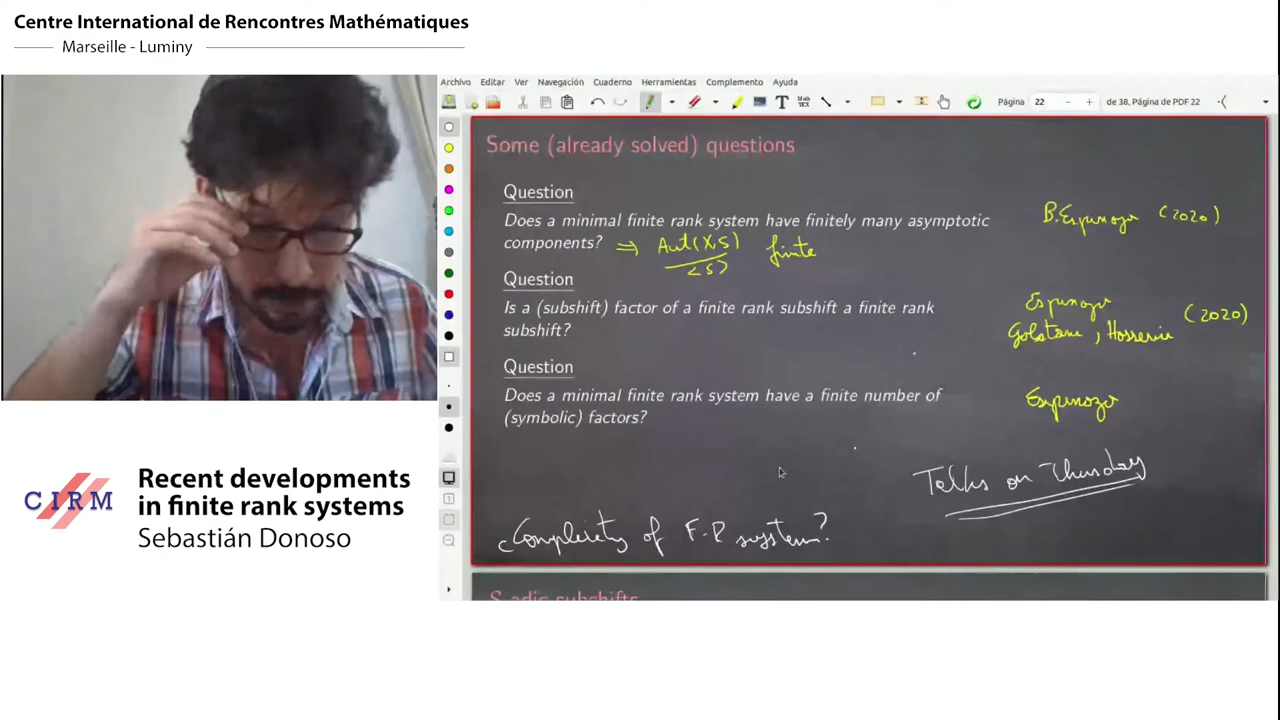 Centre International de Rencontres Mathématiques
Marseille - Luminy
Archivo Editar Ver Navegación Cuaderno Herramientas Complemento Ayuda
Página 22 de 38, Página de PDF 22
Some (already solved) questions
Question
Does a minimal finite rank system have finitely many asymptotic
components? ⇒ Aut(X,S)/<S> finite
B. Espinoza (2020)
Question
Is a (subshift) factor of a finite rank subshift a finite rank
subshift?
Espinoza
Golestani, Hosseini (2020)
Question
Does a minimal finite rank system have a finite number of
(symbolic) factors?
Espinoza
Talks on Thursday
Complexity of F-R system?
S-adic subshifts
CIRM
Recent developments
in finite rank systems
Sebastián Donoso